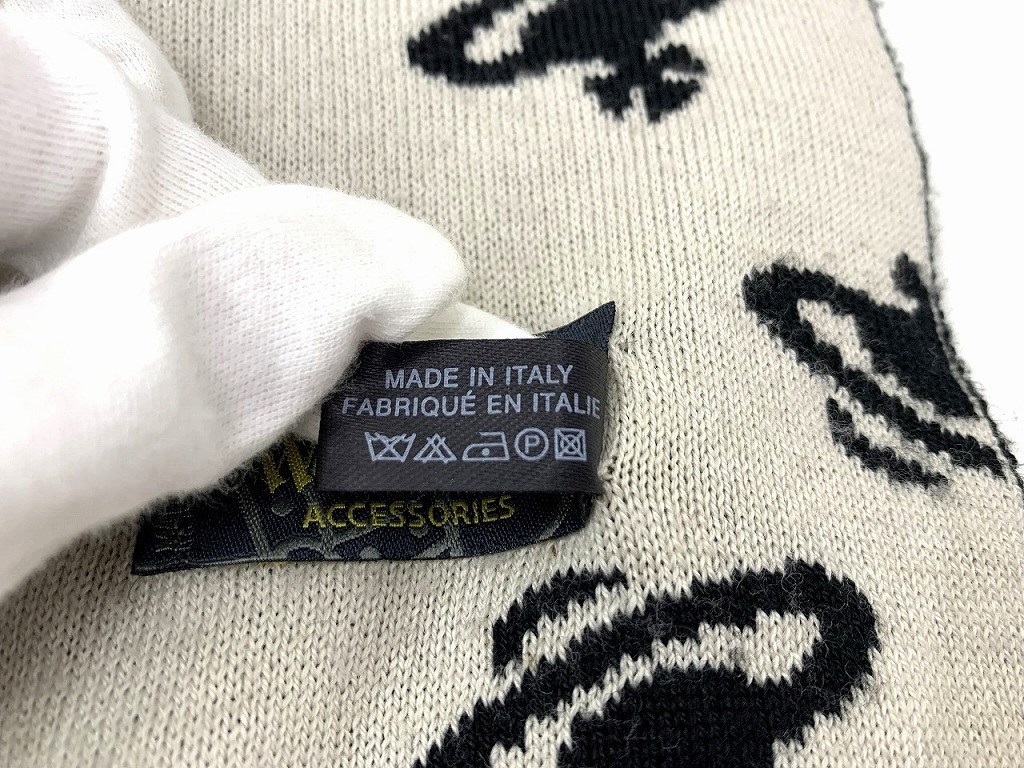 MADE IN ITALY
FABRIQUÉ EN ITALIE
P
ACCESSORIES